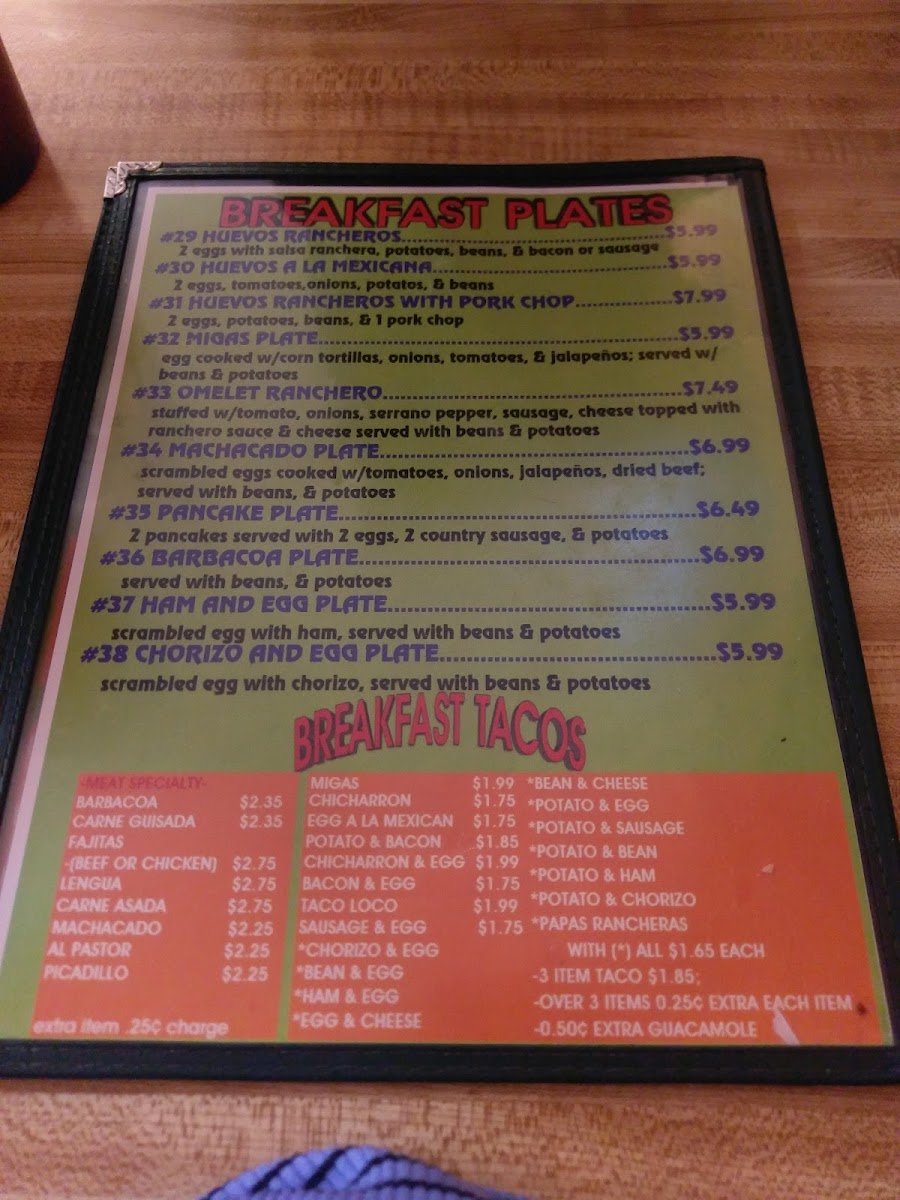 BREAKFAST PLATES
#29 HUEVOS RANCHEROS...$5.99
2 eggs with salsa ranchera, potatoes, beans, & bacon or sausage
#30 HUEVOS A LA MEXICANA...$5.99
2 eggs, tomatoes,onions, potatos, & beans
#31 HUEVOS RANCHEROS WITH PORK CHOP...$7.99
2 eggs, potatoes, beans, & 1 pork chop
#32 MIGAS PLATE...$5.99
egg cooked w/corn tortillas, onions, tomatoes, & jalapeños; served w/
beans & potatoes
#33 OMELET RANCHERO...$7.49
stuffed w/tomato, onions, serrano pepper, sausage, cheese topped with
ranchero sauce & cheese served with beans & potatoes
#34 MACHACADO PLATE...$6.99
scrambled eggs cooked w/tomatoes, onions, jalapeños, dried beef;
served with beans, & potatoes
#35 PANCAKE PLATE...$6.49
2 pancakes served with 2 eggs, 2 country sausage, & potatoes
#36 BARBACOA PLATE...$6.99
served with beans, & potatoes
#37 HAM AND EGG PLATE...$5.99
scrambled egg with ham, served with beans & potatoes
#38 CHORIZO AND EGG PLATE...$5.99
scrambled egg with chorizo, served with beans & potatoes
BREAKFAST TACOS
-MEAT SPECIALTY-
BARBACOA $2.35
CARNE GUISADA $2.35
FAJITAS
-(BEEF OR CHICKEN) $2.75
LENGUA $2.75
CARNE ASADA $2.75
MACHACADO $2.25
AL PASTOR $2.25
PICADILLO $2.25
extra item .25¢ charge
MIGAS $1.99
CHICHARRON $1.75
EGG A LA MEXICAN $1.75
POTATO & BACON $1.85
CHICHARRON & EGG $1.99
BACON & EGG $1.75
TACO LOCO $1.99
SAUSAGE & EGG $1.75
*CHORIZO & EGG
*BEAN & EGG
*HAM & EGG
*EGG & CHEESE
*BEAN & CHEESE
*POTATO & EGG
*POTATO & SAUSAGE
*POTATO & BEAN
*POTATO & HAM
*POTATO & CHORIZO
*PAPAS RANCHERAS
WITH (*) ALL $1.65 EACH
-3 ITEM TACO $1.85;
-OVER 3 ITEMS 0.25¢ EXTRA EACH ITEM
-0.50¢ EXTRA GUACAMOLE